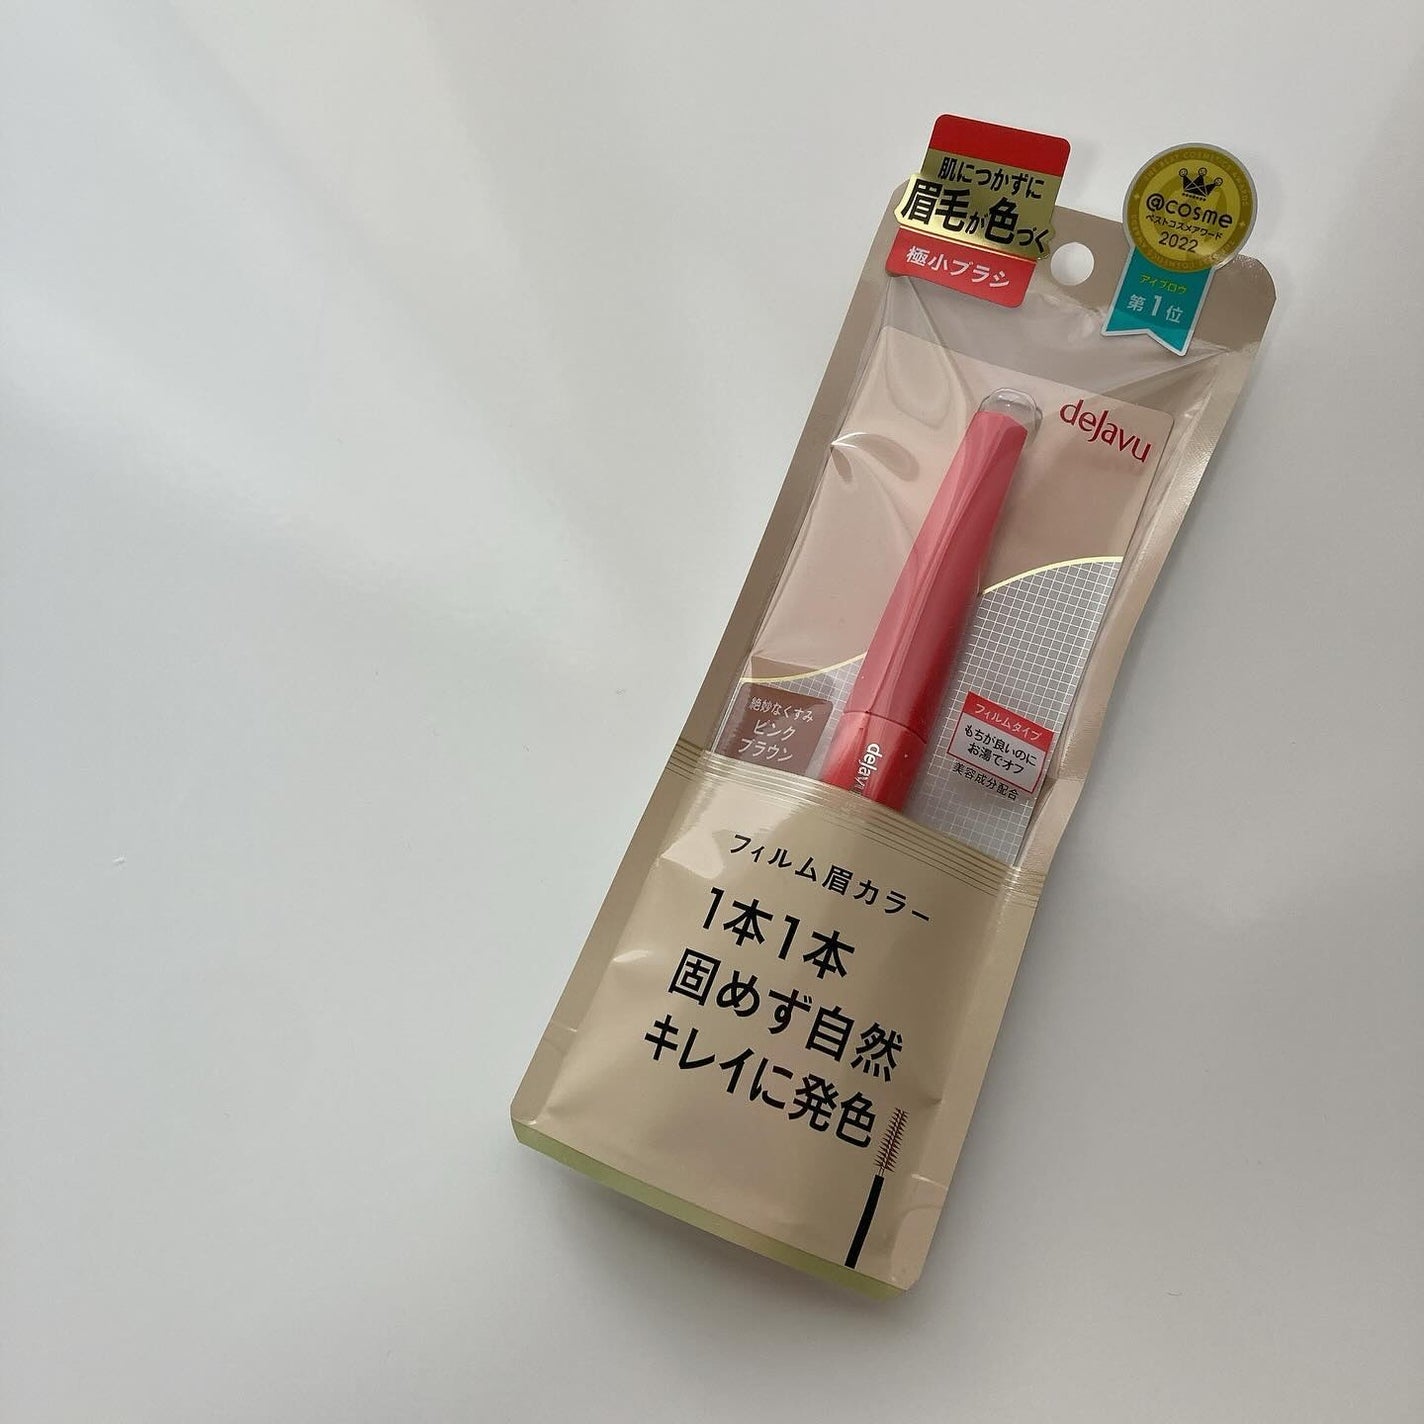 肌につかずに
眉毛が色づく
極小ブラシ
@cosme
ベストコスメアワード
2022
アイブロウ
第1位
deJavu
絶妙なくすみ
ピンク
ブラウン
deJavu
フィルムタイプ
もちが良いのに
お湯でオフ
美容成分配合
フィルム眉カラー
1本1本
固めず自然
キレイに発色